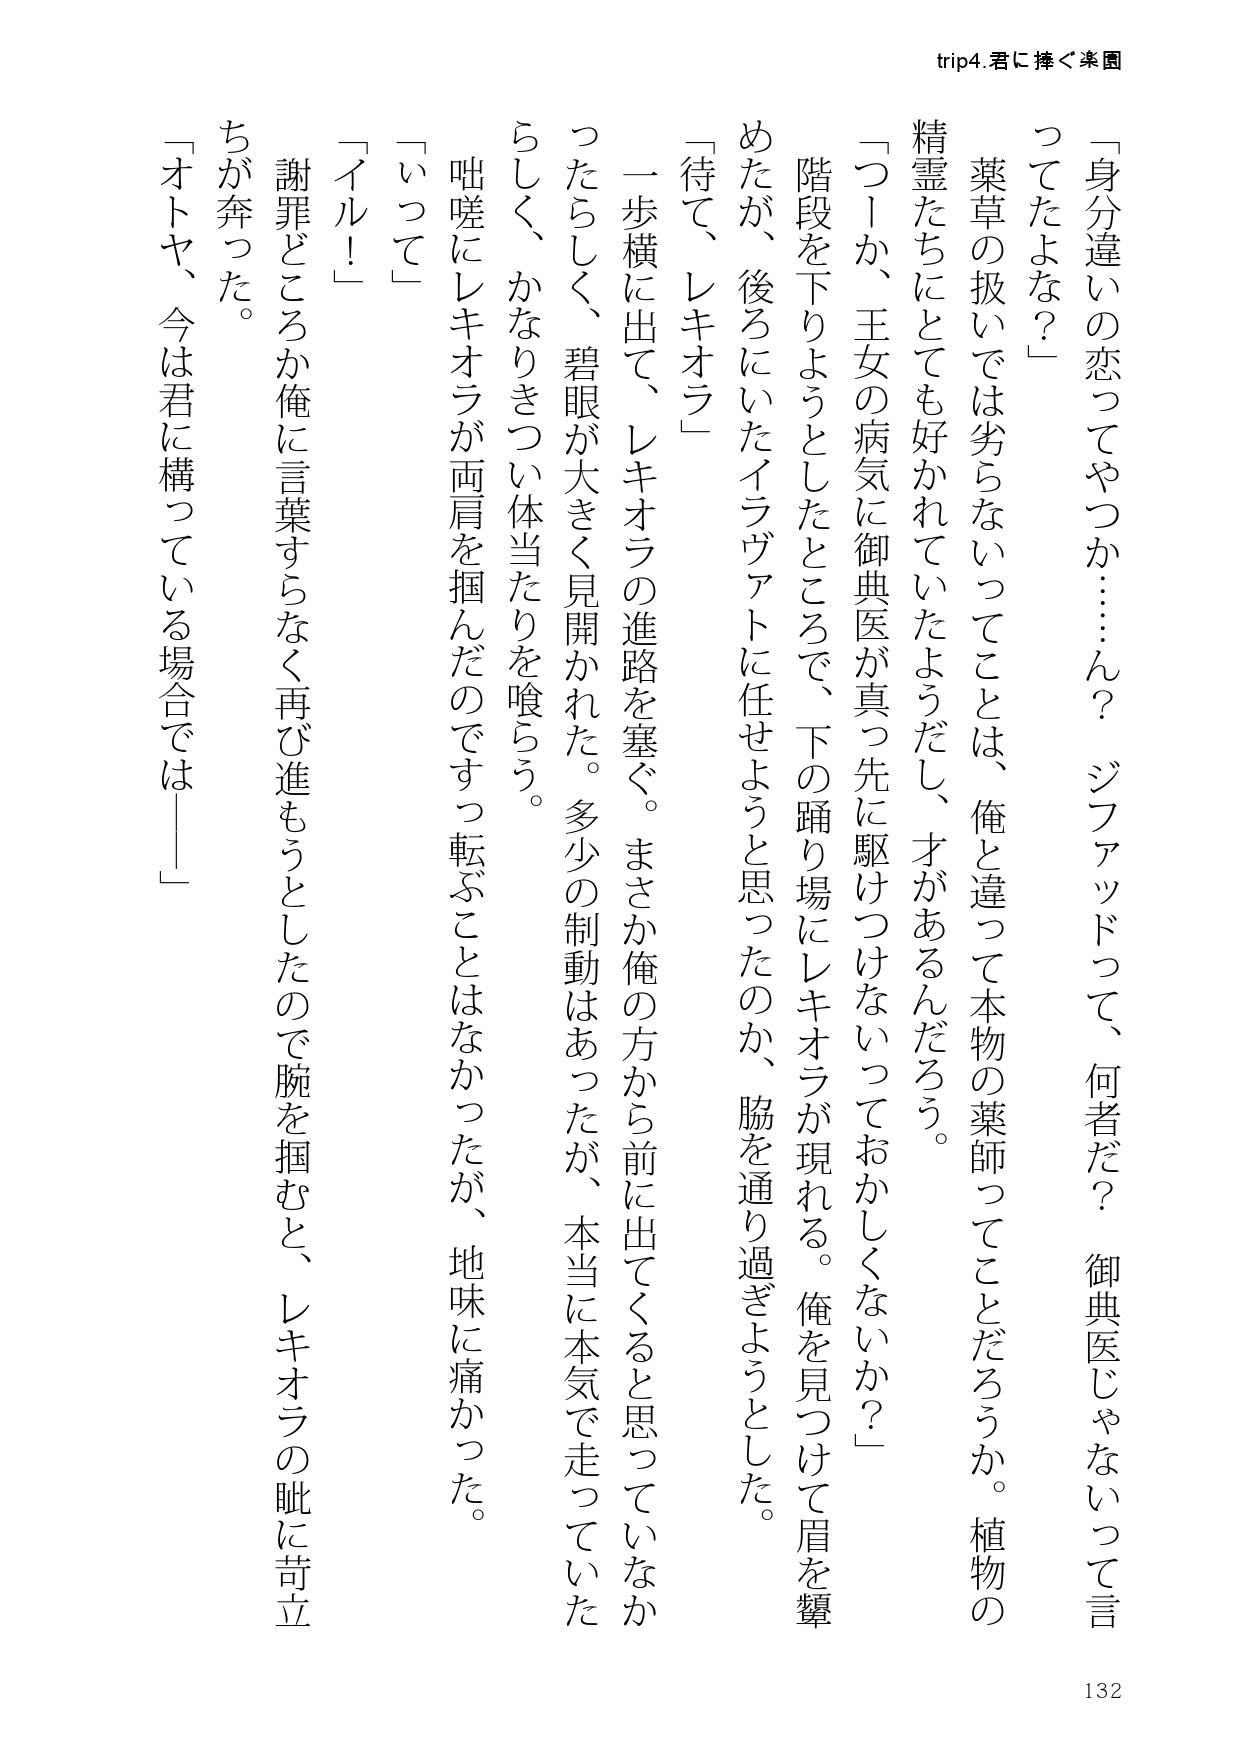 trip4.君に捧ぐ楽園
「身分違いの恋ってやつか……ん？　ジファッドって、何者だ？　御典医じゃないって言
ってたよな？」
　薬草の扱いでは劣らないってことは、俺と違って本物の薬師ってことだろうか。植物の
精霊たちにとても好かれていたようだし、才があるんだろう。
「つーか、王女の病気に御典医が真っ先に駆けつけないっておかしくないか？」
　階段を下りようとしたところで、下の踊り場にレキオラが現れる。俺を見つけて眉を顰
めたが、後ろにいたイラヴァトに任せようと思ったのか、脇を通り過ぎようとした。
「待て、レキオラ」
　一歩横に出て、レキオラの進路を塞ぐ。まさか俺の方から前に出てくると思っていなか
ったらしく、碧眼が大きく見開かれた。多少の制動はあったが、本当に本気で走っていた
らしく、かなりきつい体当たりを喰らう。
　咄嗟にレキオラが両肩を掴んだのですっ転ぶことはなかったが、地味に痛かった。
「いって」
「イル！」
　謝罪どころか俺に言葉すらなく再び進もうとしたので腕を掴むと、レキオラの眦に苛立
ちが奔った。
「オトヤ、今は君に構っている場合では――」
132